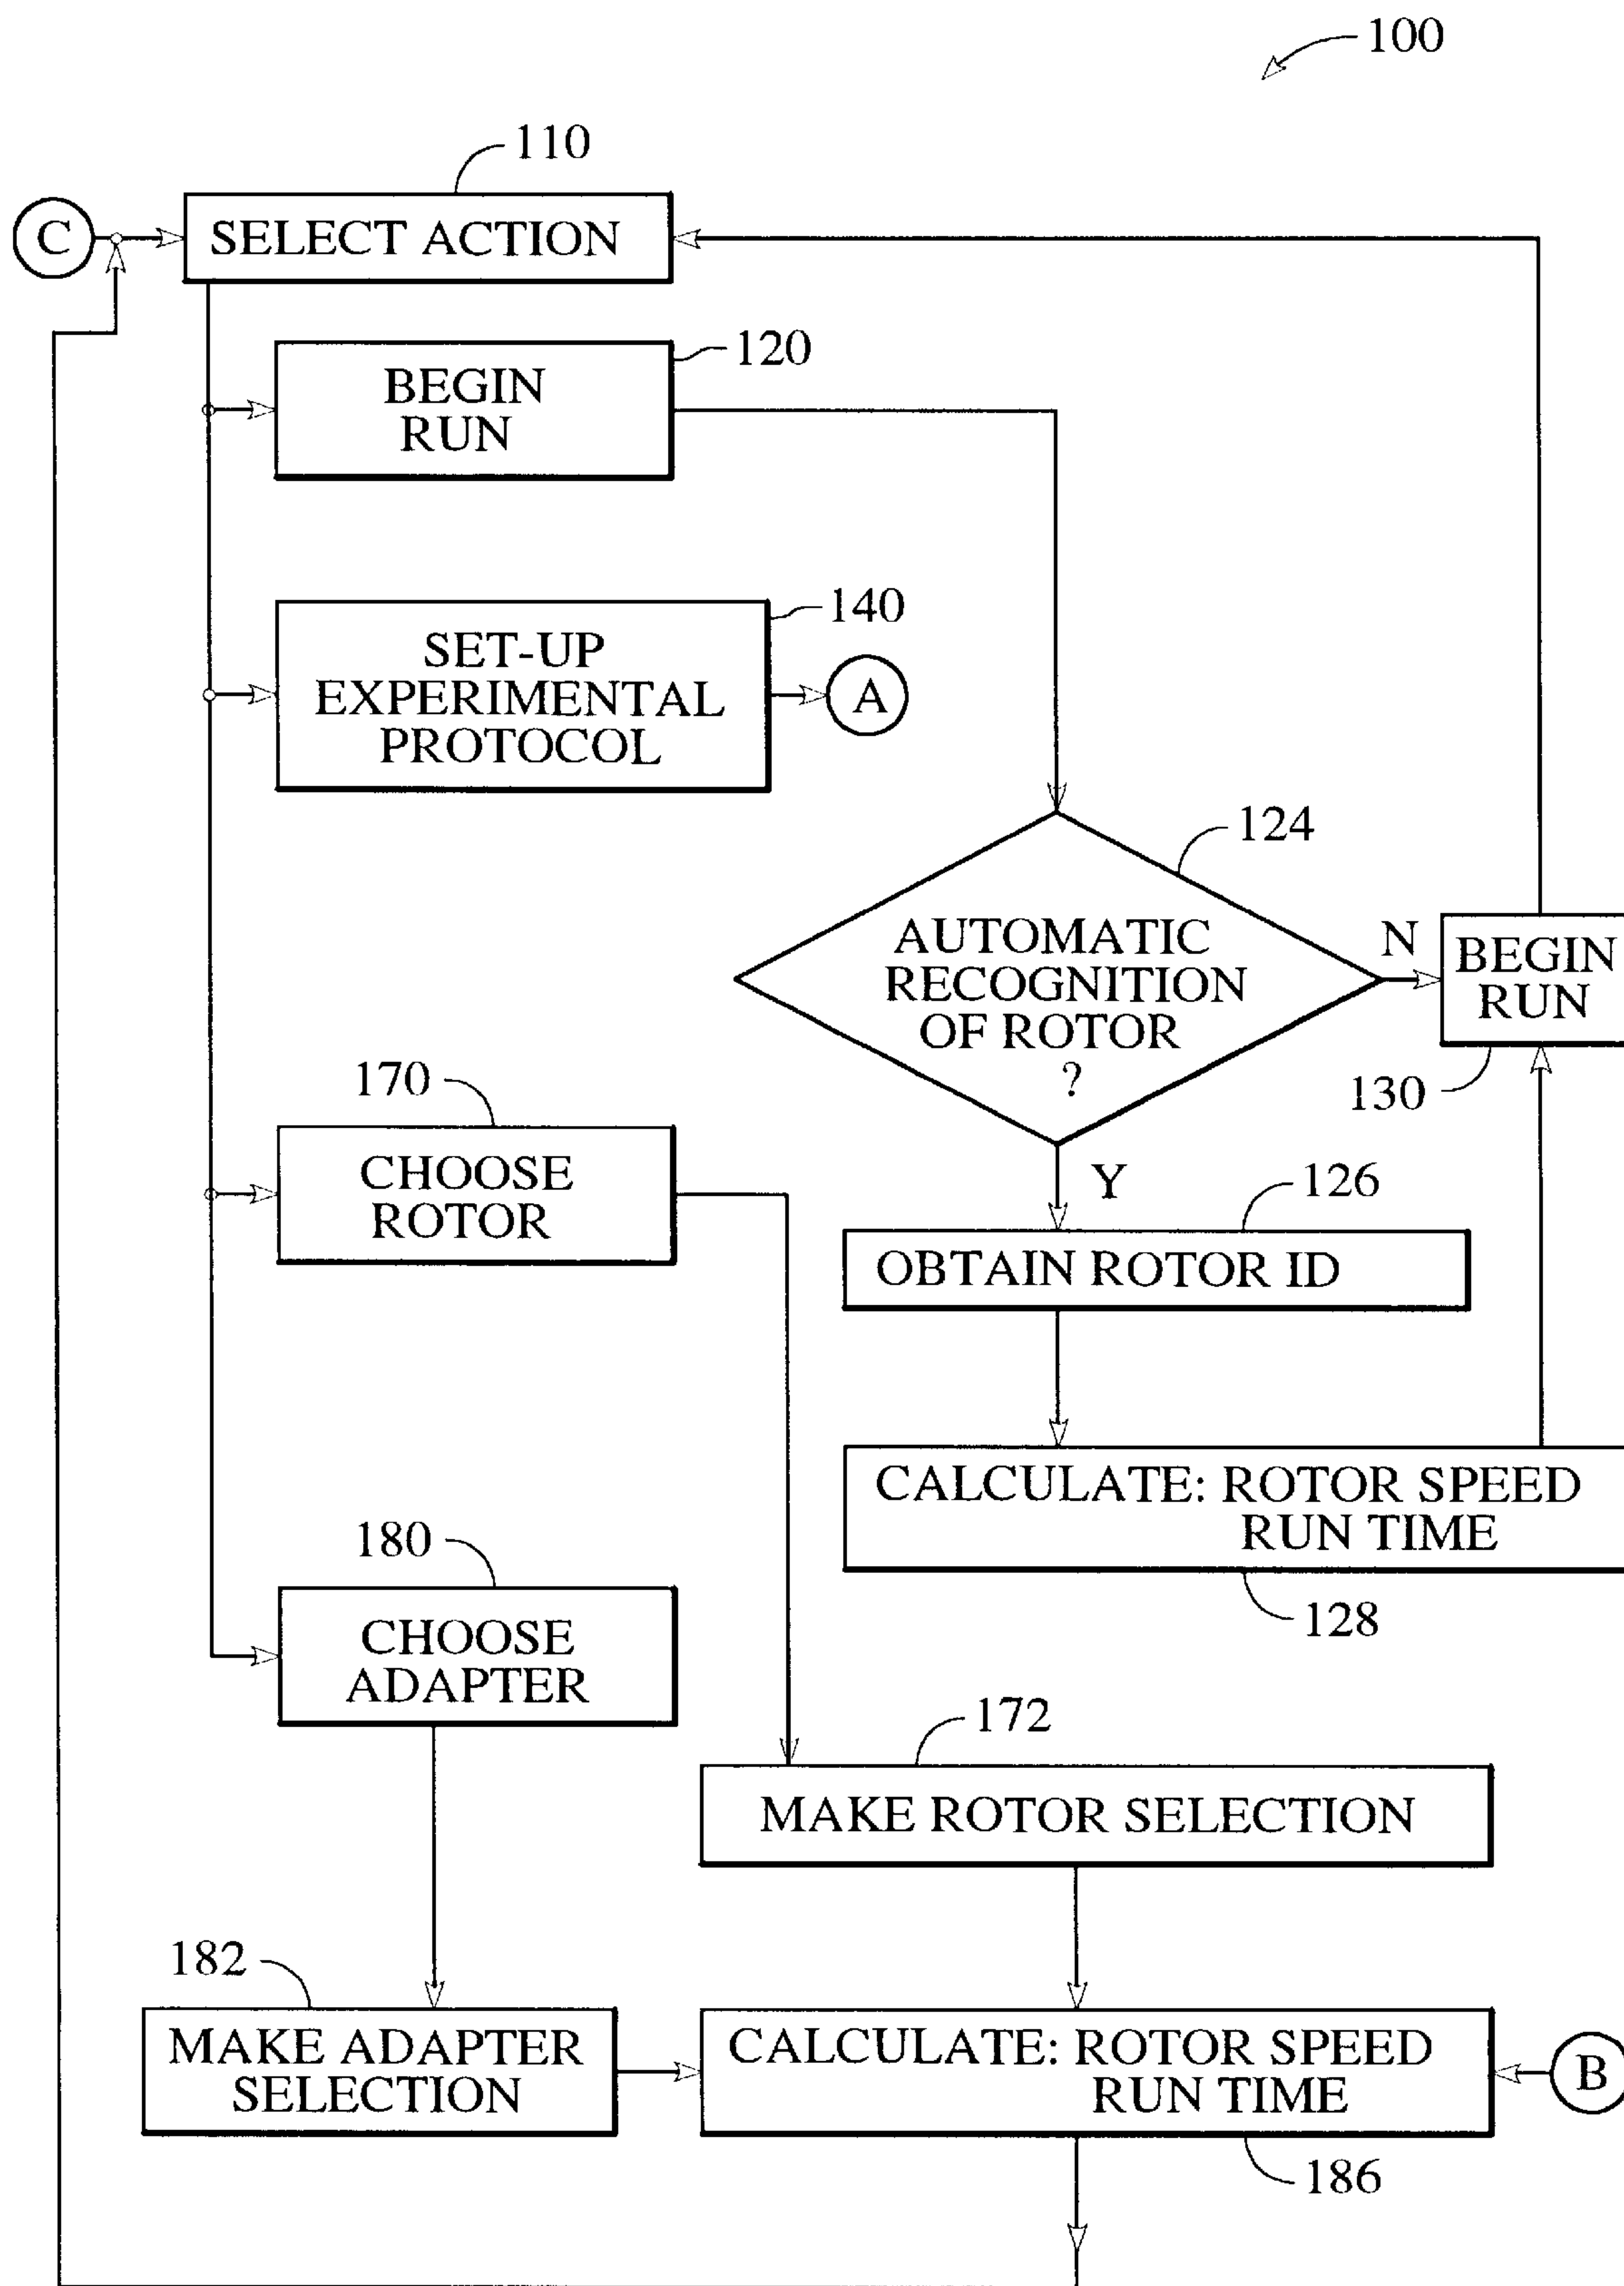 100
110
C
SELECT ACTION
120
BEGIN
RUN
140
SET-UP
EXPERIMENTAL
PROTOCOL
A
124
AUTOMATIC
RECOGNITION
OF ROTOR
?
N
BEGIN
RUN
130
Y
170
CHOOSE
ROTOR
126
OBTAIN ROTOR ID
CALCULATE: ROTOR SPEED
RUN TIME
128
180
CHOOSE
ADAPTER
172
MAKE ROTOR SELECTION
182
MAKE ADAPTER
SELECTION
CALCULATE: ROTOR SPEED
RUN TIME
B
186